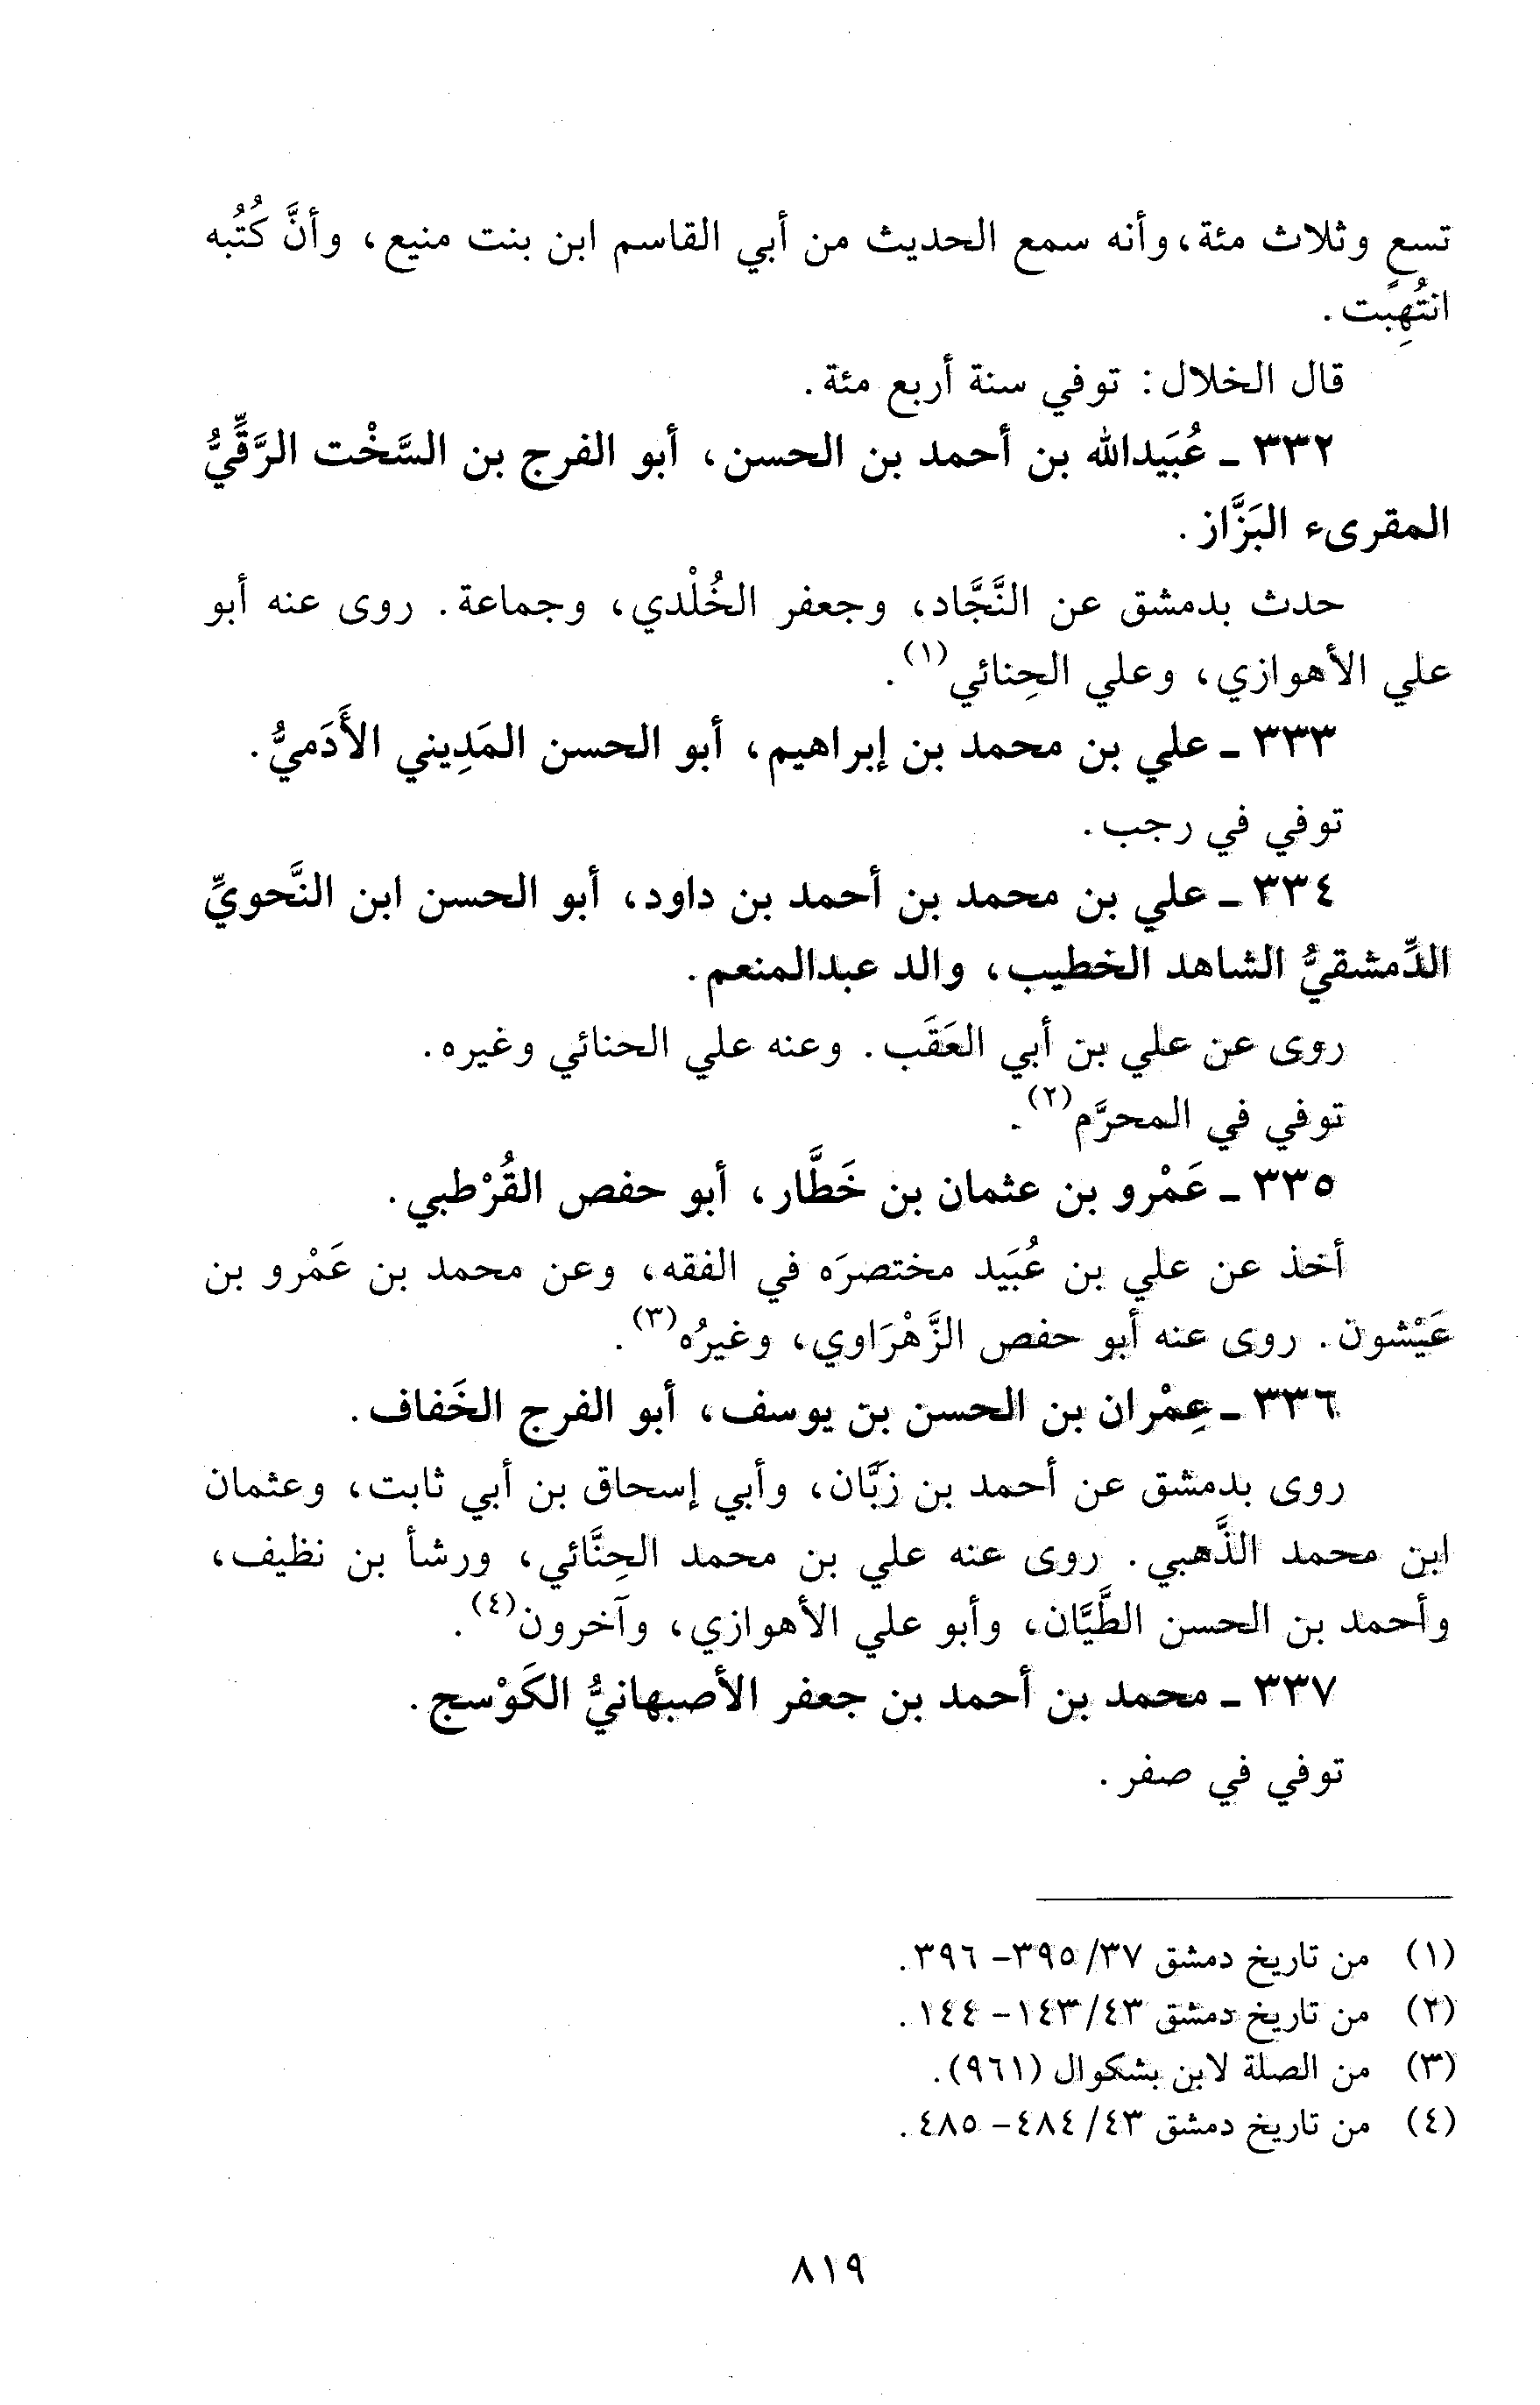 تسعٍ وثلاث مئة، وأنه سمع الحديث من أبي القاسم ابن بنت منيع، وأنَّ كُتُبه
انتُهِبَت.
قال الخلال: توفي سنة أربع مئة.
٣٣٢ ـ عُبَيدالله بن أحمد بن الحسن، أبو الفرج بن السَّخْت الرَّقِّيُّ
المقرىء البَزَّاز.
حدث بدمشق عن النَّجَّاد، وجعفر الخُلْدي، وجماعة. روى عنه أبو
علي الأهوازي، وعلي الحِنائي(١).
٣٣٣ ـ علي بن محمد بن إبراهيم، أبو الحسن المَدِيني الأَدَميُّ.
توفي في رجب.
٣٣٤ ـ علي بن محمد بن أحمد بن داود، أبو الحسن ابن النَّحويِّ
الدِّمشقيُّ الشاهد الخطيب، والد عبدالمنعم.
روى عن علي بن أبي العَقَب. وعنه علي الحنائي وغيره.
توفي في المحرَّم(٢).
٣٣٥ ـ عَمْرو بن عثمان بن خَطَّار، أبو حفص القُرْطبي.
أخذ عن علي بن عُبَيد مختصرَه في الفقه، وعن محمد بن عَمْرو بن
عَيْشون. روى عنه أبو حفص الزَّهْرَاوي، وغيرُه(٣).
٣٣٦ ـ عِمْران بن الحسن بن يوسف، أبو الفرج الخَفاف.
روى بدمشق عن أحمد بن زَبَّان، وأبي إسحاق بن أبي ثابت، وعثمان
ابن محمد الذَّهبي. روى عنه علي بن محمد الحِنَّائي، ورشأ بن نظيف،
وأحمد بن الحسن الطَّيَّان، وأبو علي الأهوازي، وآخرون(٤).
٣٣٧ ـ محمد بن أحمد بن جعفر الأصبهانيُّ الكَوْسج.
توفي في صفر.
(١) من تاريخ دمشق ٣٧/ ٣٩٥- ٣٩٦.
(٢) من تاريخ دمشق ٤٣/ ١٤٣- ١٤٤.
(٣) من الصلة لابن بشكوال (٩٦١).
(٤) من تاريخ دمشق ٤٣/ ٤٨٤- ٤٨٥.
٨١٩